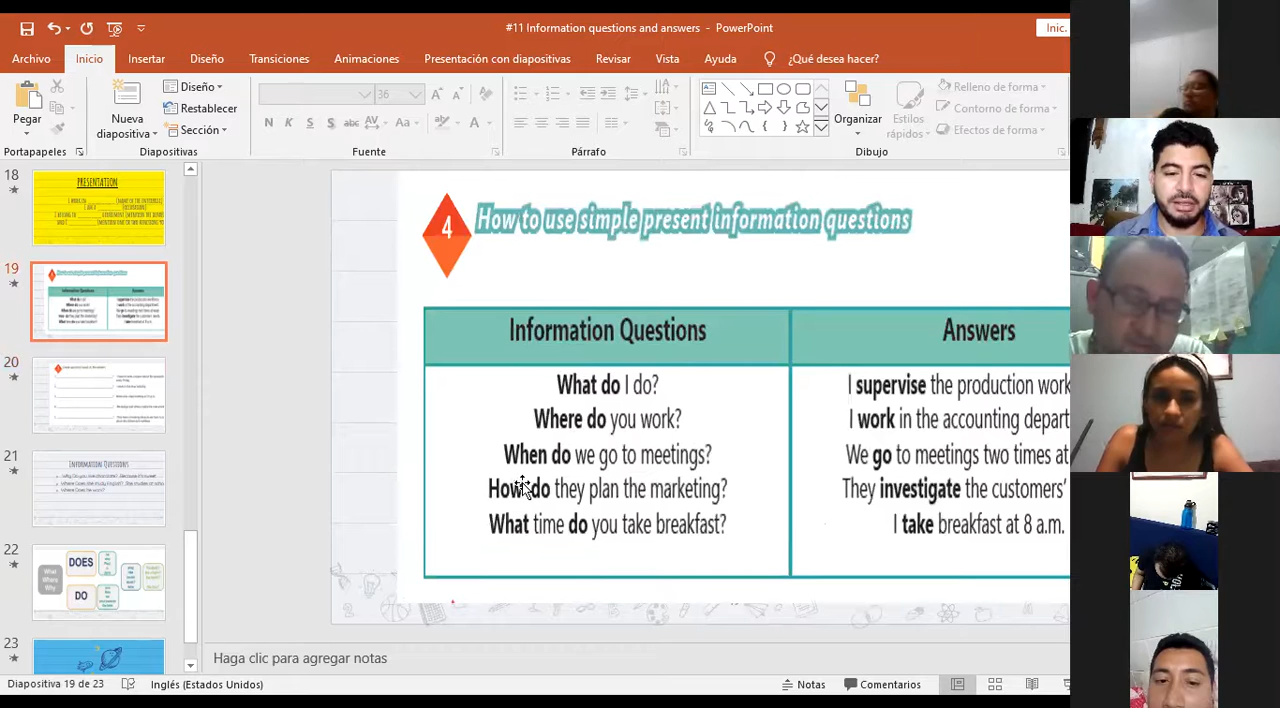 #11 Information questions and answers - PowerPoint
Inic.
Archivo Inicio Insertar Diseño Transiciones Animaciones Presentación con diapositivas Revisar Vista Ayuda ¿Qué desea hacer?
Pegar
Nueva
diapositiva
Diseño
Restablecer
Sección
36
N K S S abc AV Aa
Organizar
Estilos
rápidos
Relleno de forma
Contorno de forma
Efectos de forma
Portapapeles Diapositivas Fuente Párrafo Dibujo
18
PRESENTATION
19
20
21
INFORMATION QUESTIONS
22
What
Where
Why
DOES
DO
23
4
How to use simple present information questions
Information Questions Answers
What do I do? I supervise the production work
Where do you work? I work in the accounting depart
When do we go to meetings? We go to meetings two times at
How do they plan the marketing? They investigate the customers'
What time do you take breakfast? I take breakfast at 8 a.m.
Haga clic para agregar notas
Diapositiva 19 de 23 Inglés (Estados Unidos) Notas Comentarios